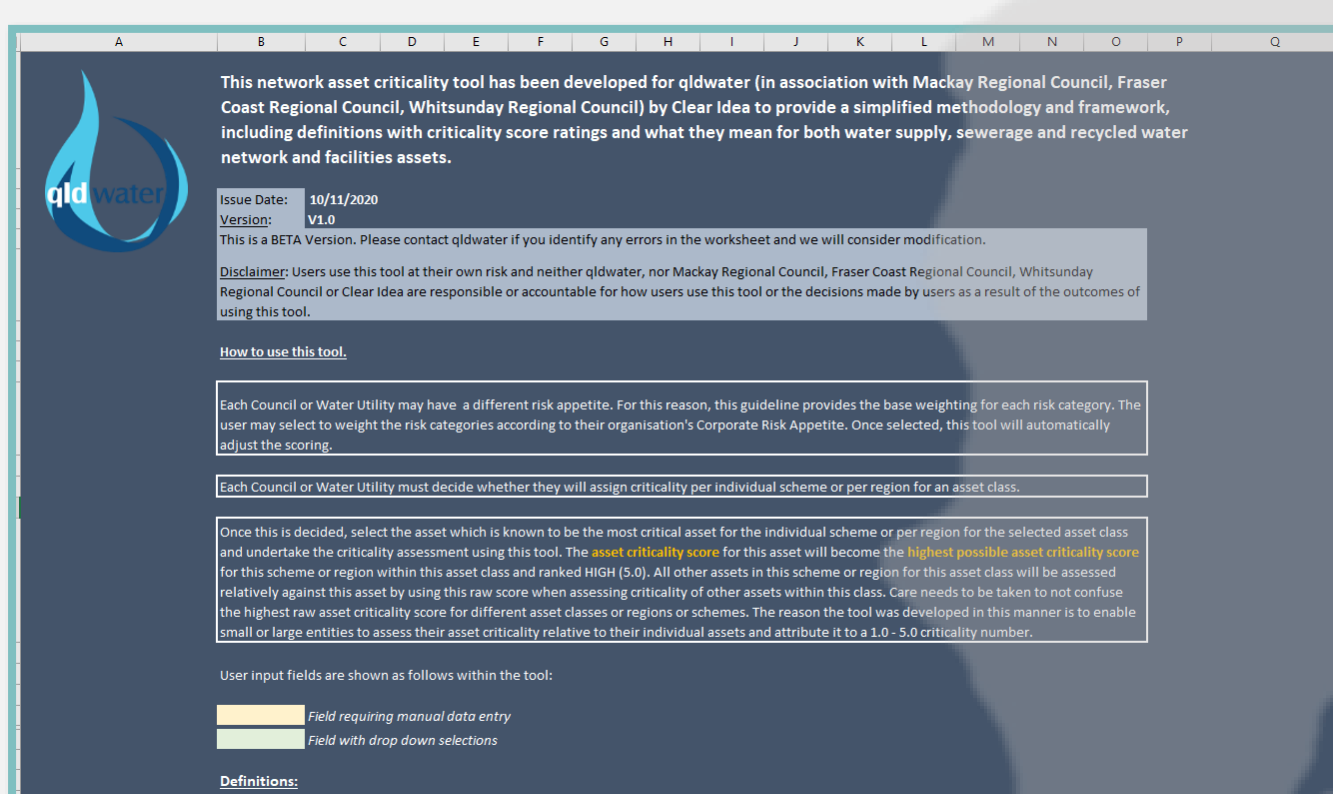 A B C D E F G H I J K L M N O P Q
This network asset criticality tool has been developed for qldwater (in association with Mackay Regional Council, Fraser
Coast Regional Council, Whitsunday Regional Council) by Clear Idea to provide a simplified methodology and framework,
including definitions with criticality score ratings and what they mean for both water supply, sewerage and recycled water
network and facilities assets.
qldwater
Issue Date: 10/11/2020
Version: V1.0
This is a BETA Version. Please contact qldwater if you identify any errors in the worksheet and we will consider modification.
Disclaimer: Users use this tool at their own risk and neither qldwater, nor Mackay Regional Council, Fraser Coast Regional Council, Whitsunday
Regional Council or Clear Idea are responsible or accountable for how users use this tool or the decisions made by users as a result of the outcomes of
using this tool.
How to use this tool.
Each Council or Water Utility may have a different risk appetite. For this reason, this guideline provides the base weighting for each risk category. The
user may select to weight the risk categories according to their organisation's Corporate Risk Appetite. Once selected, this tool will automatically
adjust the scoring.
Each Council or Water Utility must decide whether they will assign criticality per individual scheme or per region for an asset class.
Once this is decided, select the asset which is known to be the most critical asset for the individual scheme or per region for the selected asset class
and undertake the criticality assessment using this tool. The asset criticality score for this asset will become the highest possible asset criticality score
for this scheme or region within this asset class and ranked HIGH (5.0). All other assets in this scheme or region for this asset class will be assessed
relatively against this asset by using this raw score when assessing criticality of other assets within this class. Care needs to be taken to not confuse
the highest raw asset criticality score for different asset classes or regions or schemes. The reason the tool was developed in this manner is to enable
small or large entities to assess their asset criticality relative to their individual assets and attribute it to a 1.0 - 5.0 criticality number.
User input fields are shown as follows within the tool:
Field requiring manual data entry
Field with drop down selections
Definitions: